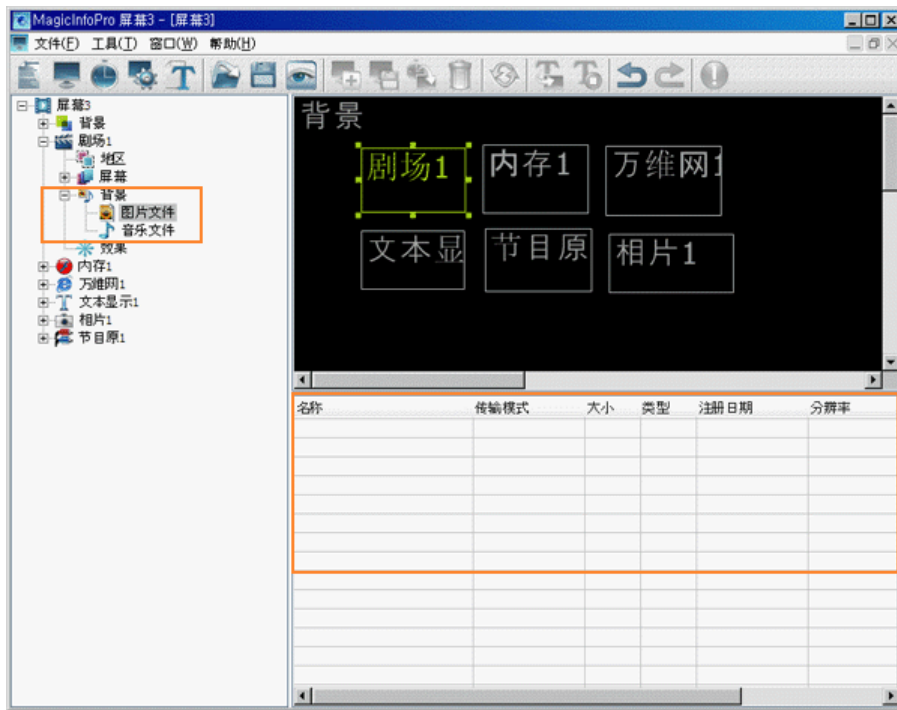 MagicInfoPro 屏幕3 - [屏幕3]
文件(F) 工具(T) 窗口(W) 帮助(H)
屏幕3
背景
剧场1
地区
屏幕
背景
图片文件
音乐文件
效果
内存1
万维网1
文本显示1
相片1
节目原1
背景
剧场1 内存1 万维网1
文本显 节目原 相片1
名称 传输模式 大小 类型 注册日期 分辨率